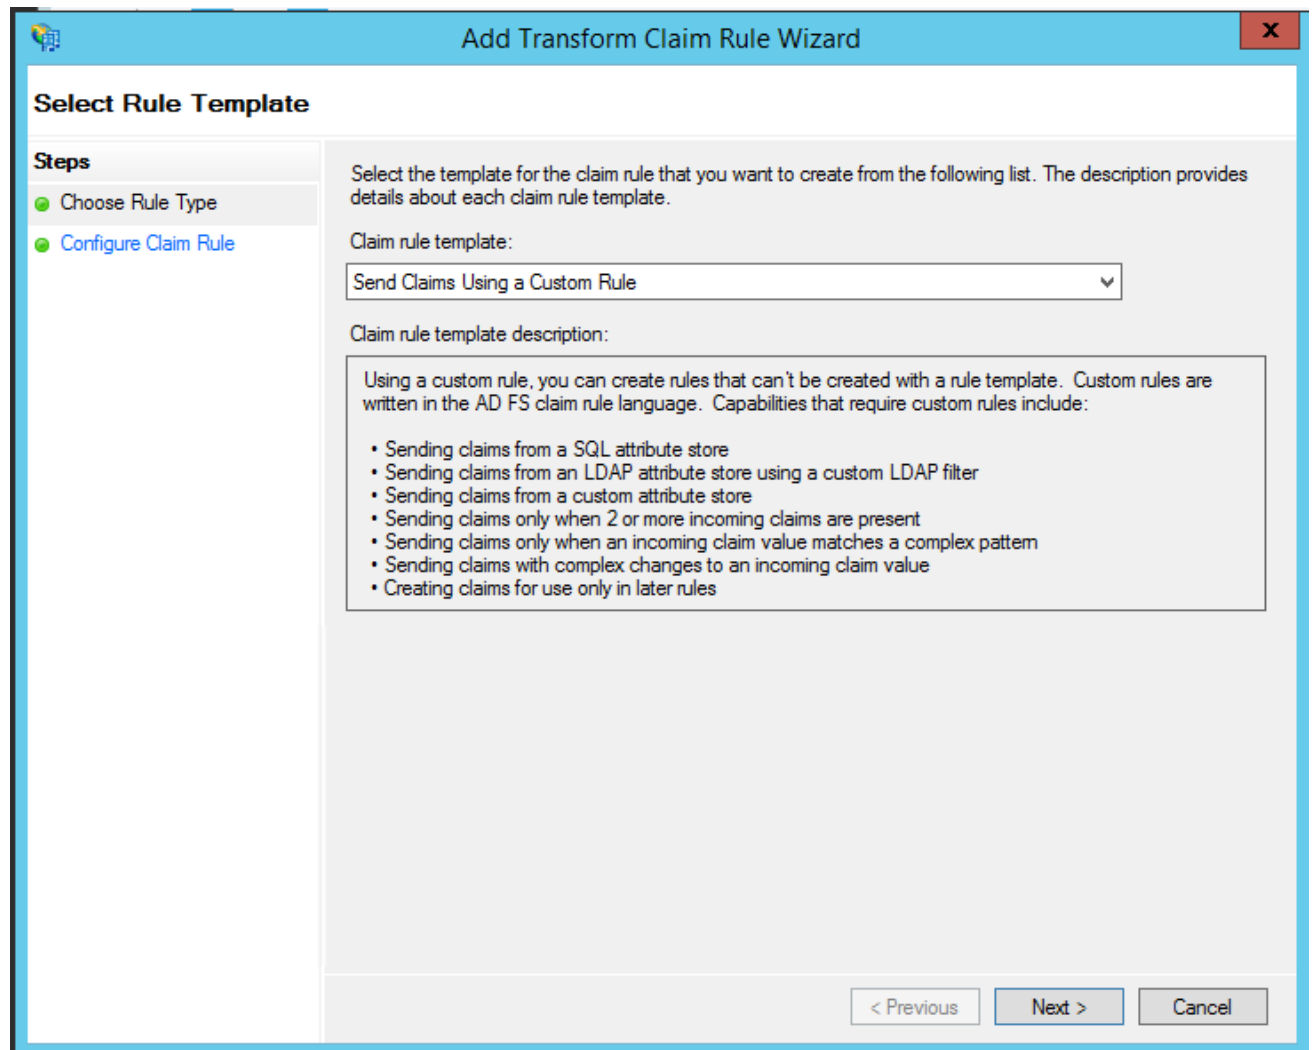 Add Transform Claim Rule Wizard
x
Select Rule Template
Steps
Choose Rule Type
Configure Claim Rule
Select the template for the claim rule that you want to create from the following list. The description provides
details about each claim rule template.
Claim rule template:
Send Claims Using a Custom Rule
Claim rule template description:
Using a custom rule, you can create rules that can't be created with a rule template. Custom rules are
written in the AD FS claim rule language. Capabilities that require custom rules include:
• Sending claims from a SQL attribute store
• Sending claims from an LDAP attribute store using a custom LDAP filter
• Sending claims from a custom attribute store
• Sending claims only when 2 or more incoming claims are present
• Sending claims only when an incoming claim value matches a complex pattern
• Sending claims with complex changes to an incoming claim value
• Creating claims for use only in later rules
< Previous
Next >
Cancel